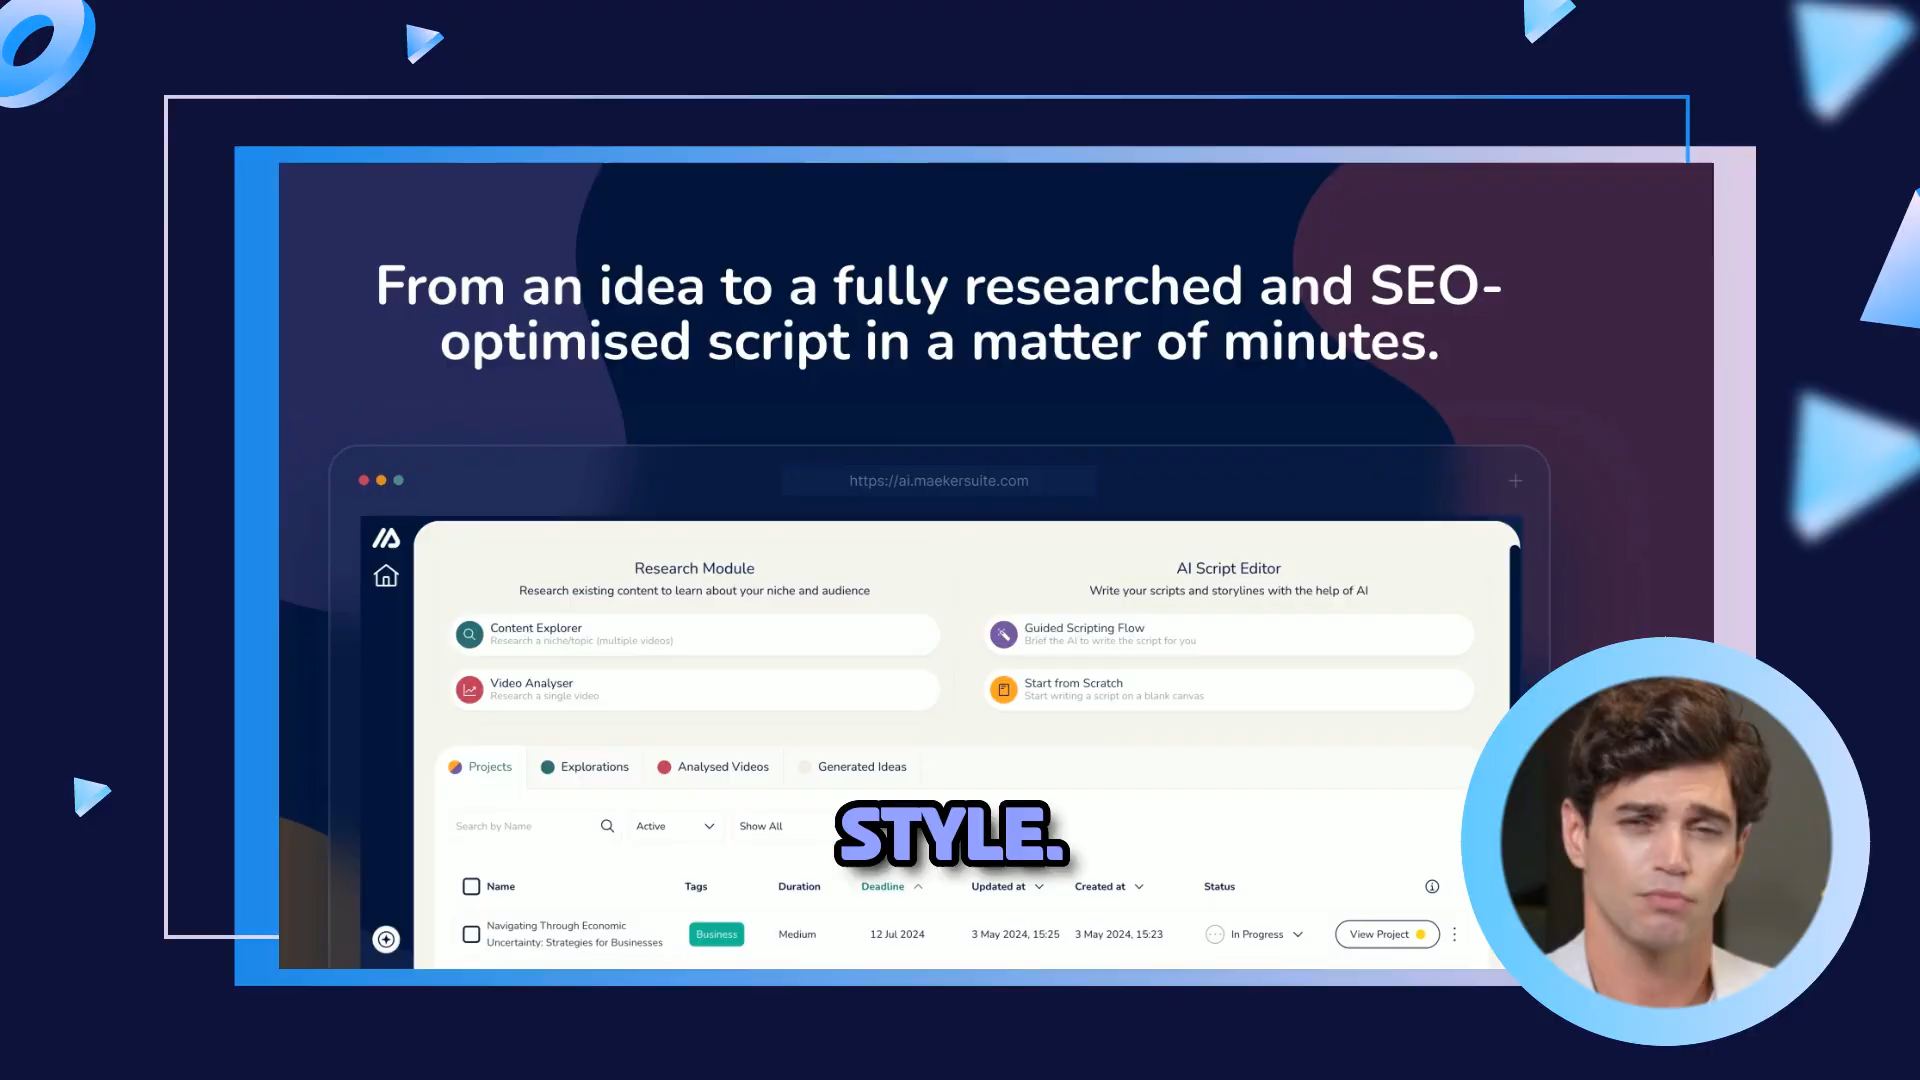 From an idea to a fully researched and SEO-
optimised script in a matter of minutes.
https://ai.maekersuite.com
Research Module
Research existing content to learn about your niche and audience
Content Explorer
Research a niche/topic (multiple videos)
Video Analyser
Research a single video
AI Script Editor
Write your scripts and storylines with the help of AI
Guided Scripting Flow
Brief the AI to write the script for you
Start from Scratch
Start writing a script on a blank canvas
Projects Explorations Analysed Videos Generated Ideas
Search by Name Active Show All
STYLE.
Name Tags Duration Deadline Updated at Created at Status
Navigating Through Economic
Uncertainty: Strategies for Businesses
Business Medium 12 Jul 2024 3 May 2024, 15:25 3 May 2024, 15:23 In Progress View Project